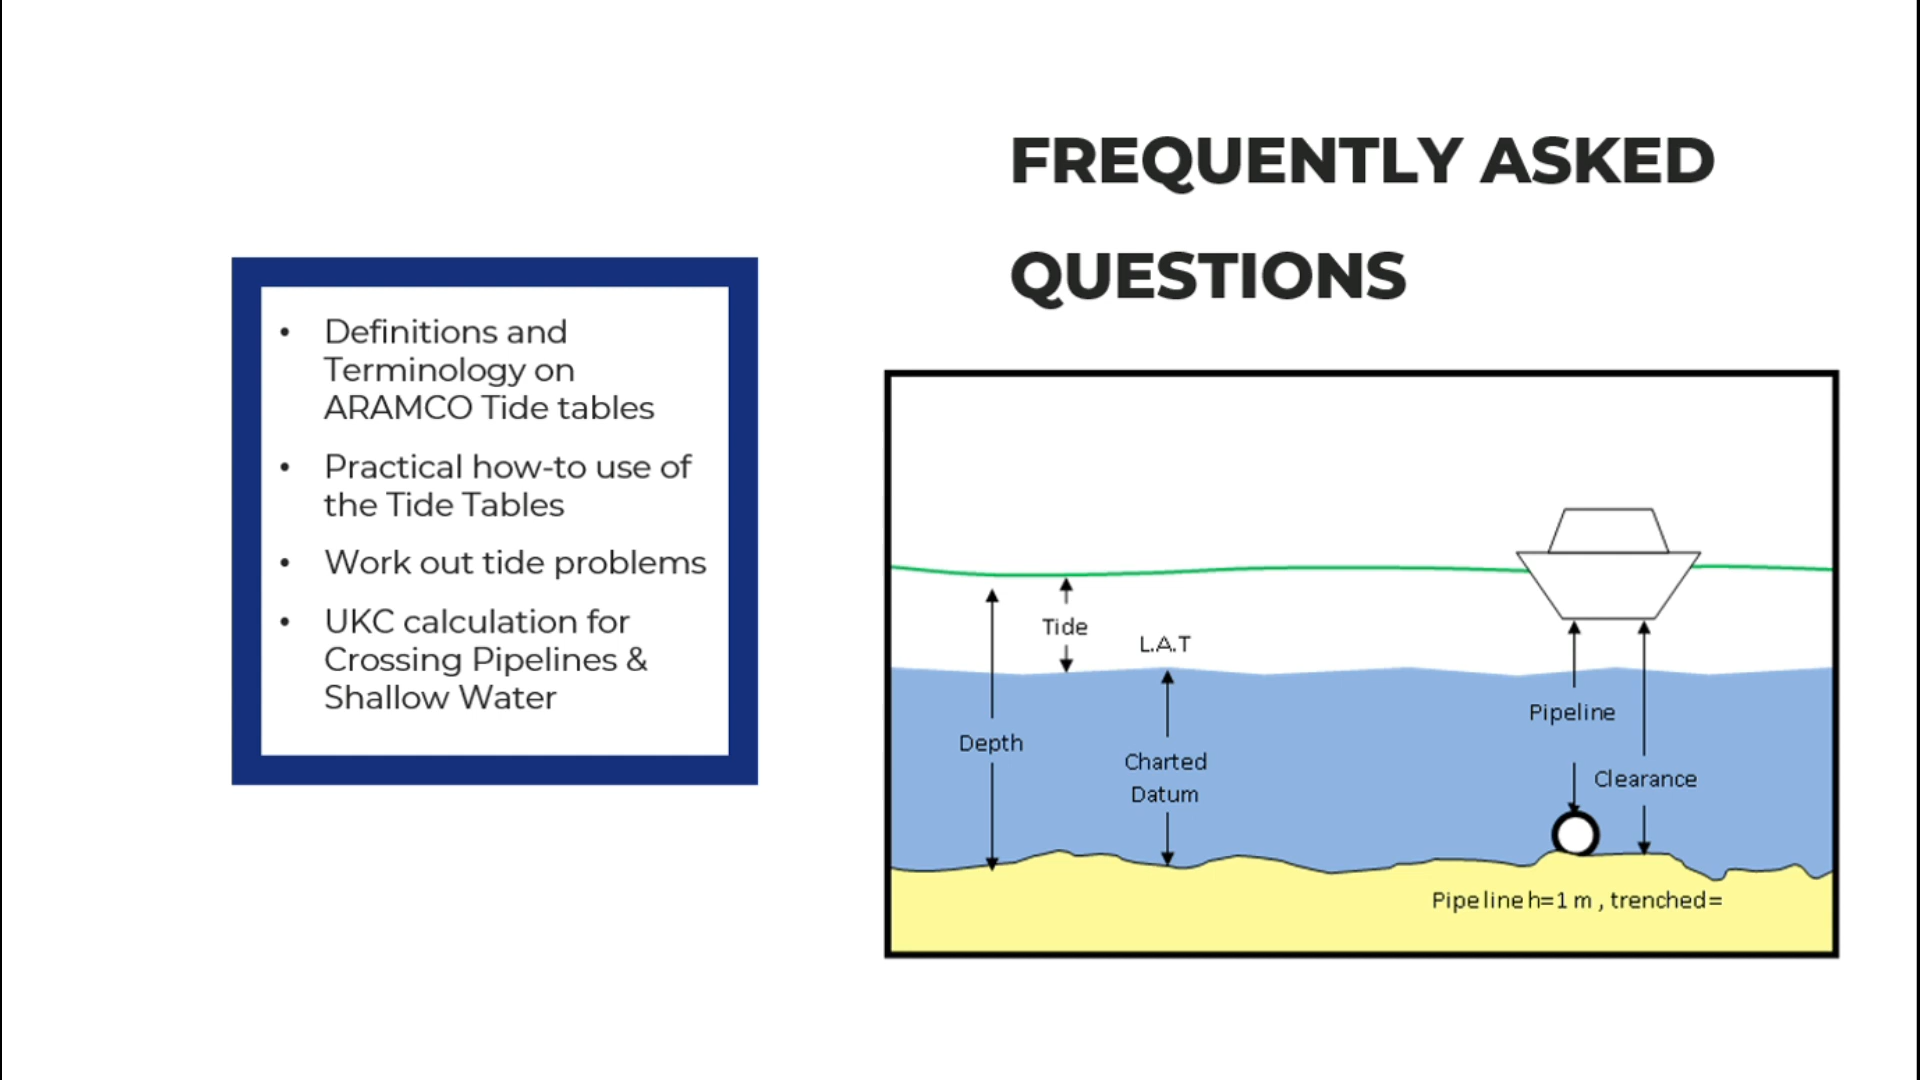 FREQUENTLY ASKED
QUESTIONS
• Definitions and
Terminology on
ARAMCO Tide tables
• Practical how-to use of
the Tide Tables
• Work out tide problems
• UKC calculation for
Crossing Pipelines &
Shallow Water
Tide
L.A.T
Depth
Charted
Datum
Pipeline
Clearance
Pipeline h=1 m , trenched=